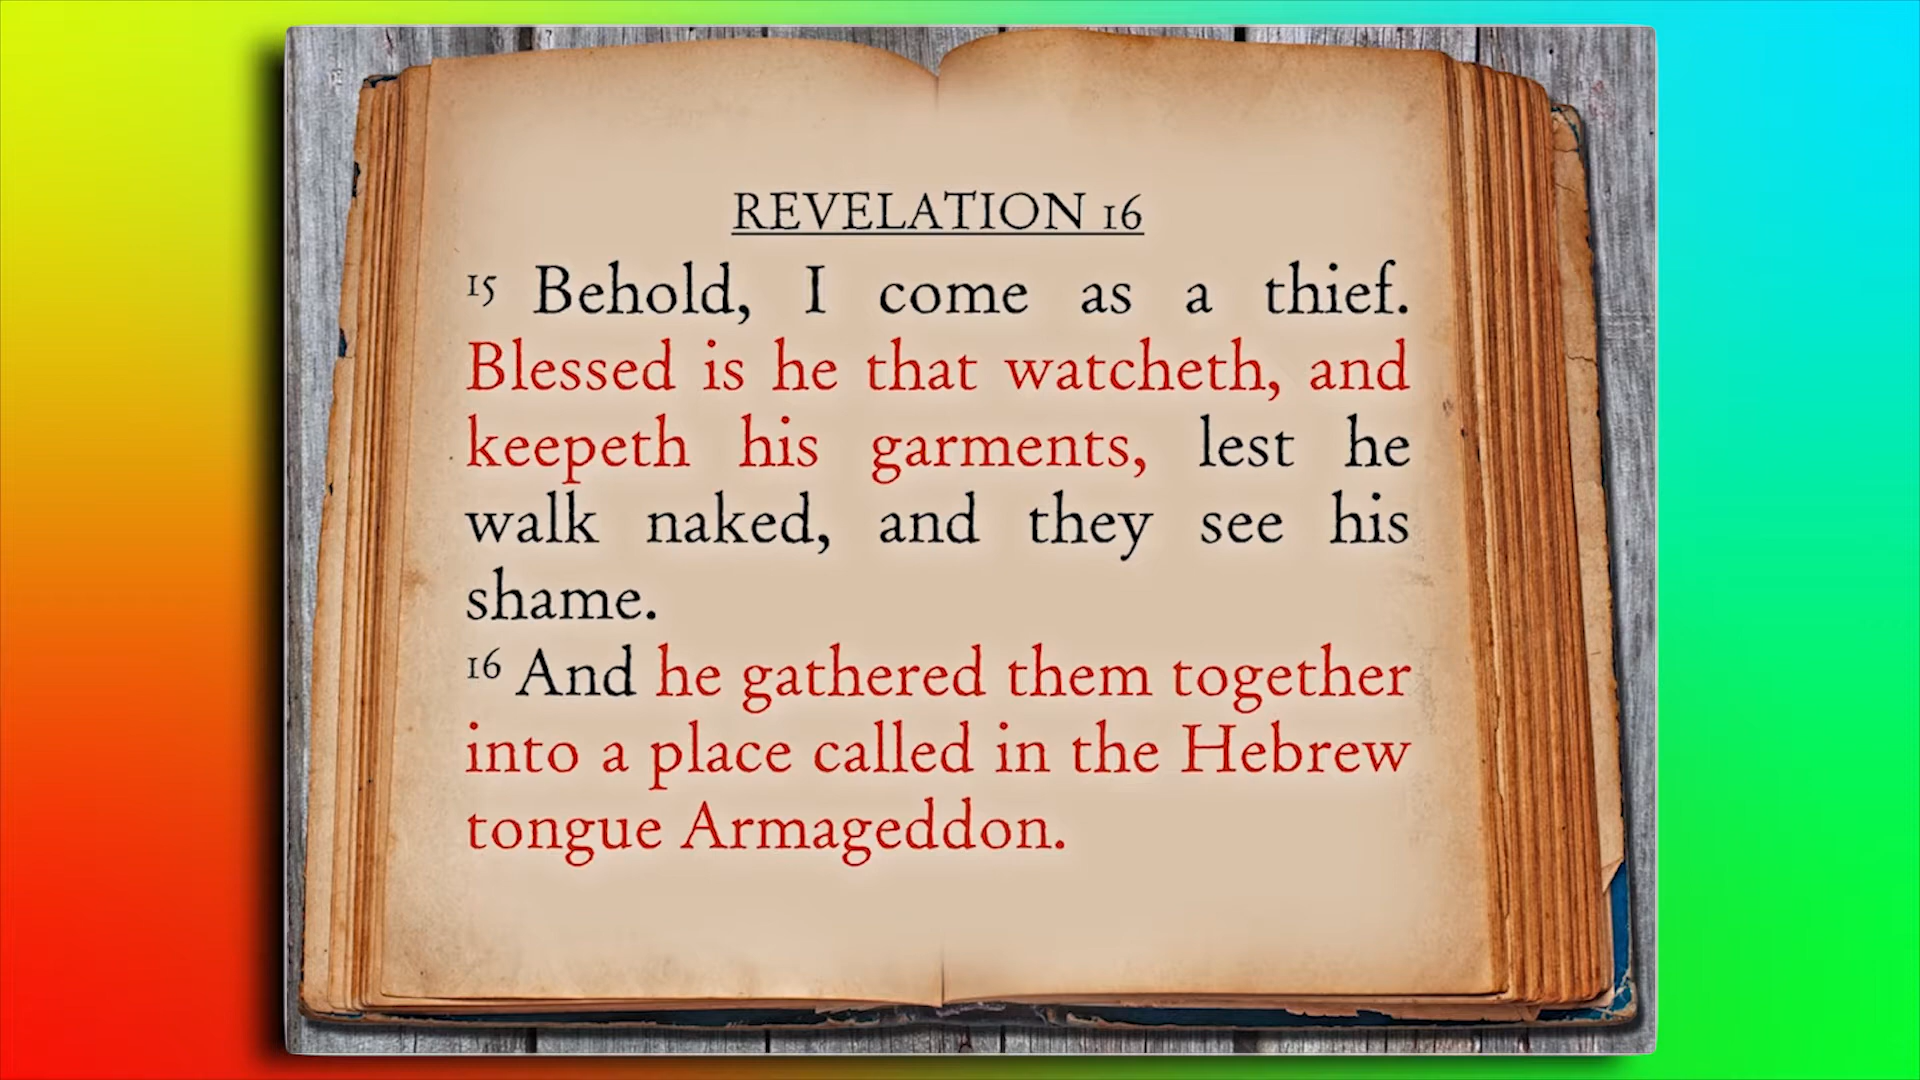 REVELATION 16
15 Behold, I come as a thief.
Blessed is he that watcheth, and
keepeth his garments, lest he
walk naked, and they see his
shame.
16 And he gathered them together
into a place called in the Hebrew
tongue Armageddon.